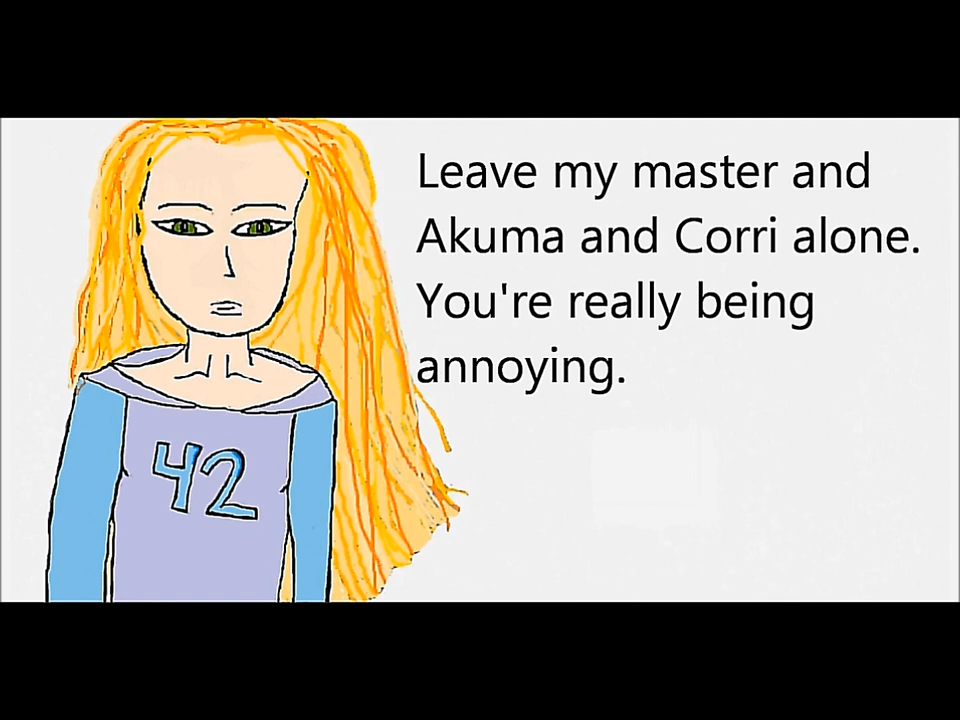 Leave my master and
Akuma and Corri alone.
You're really being
annoying.
42